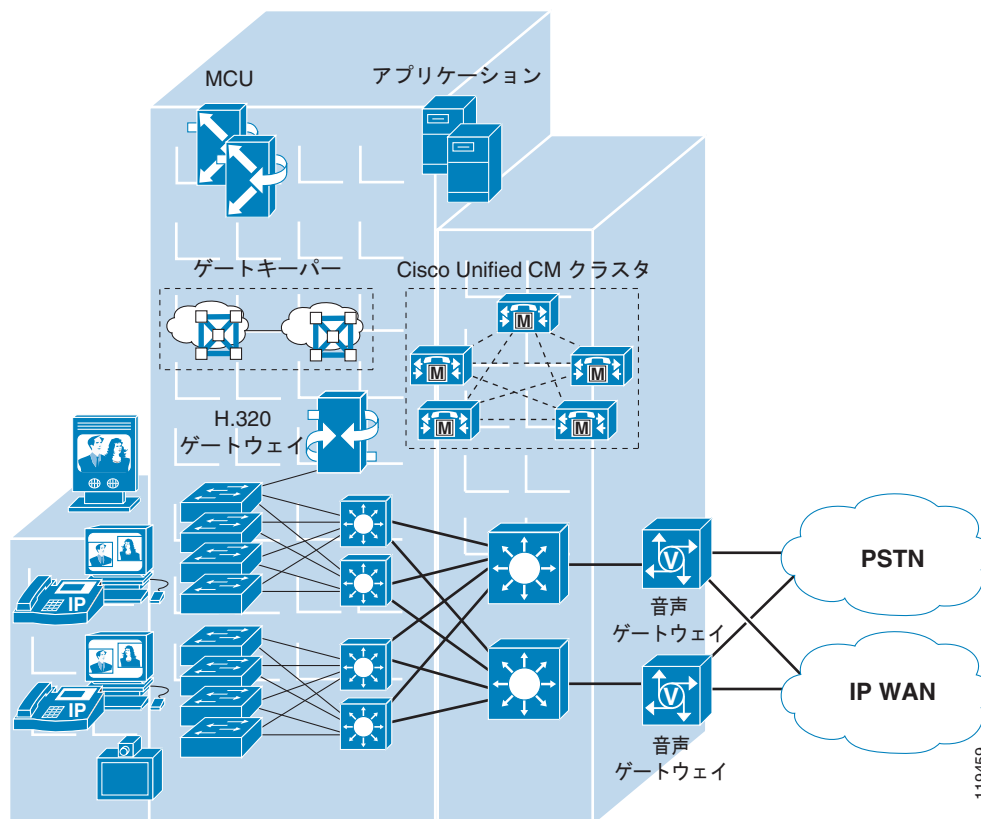 MCU
アプリケーション
ゲートキーパー
Cisco Unified CM クラスタ
M
M
M
M
M
H.320
ゲートウェイ
IP
IP
V
音声
ゲートウェイ
V
音声
ゲートウェイ
PSTN
IP WAN
119459